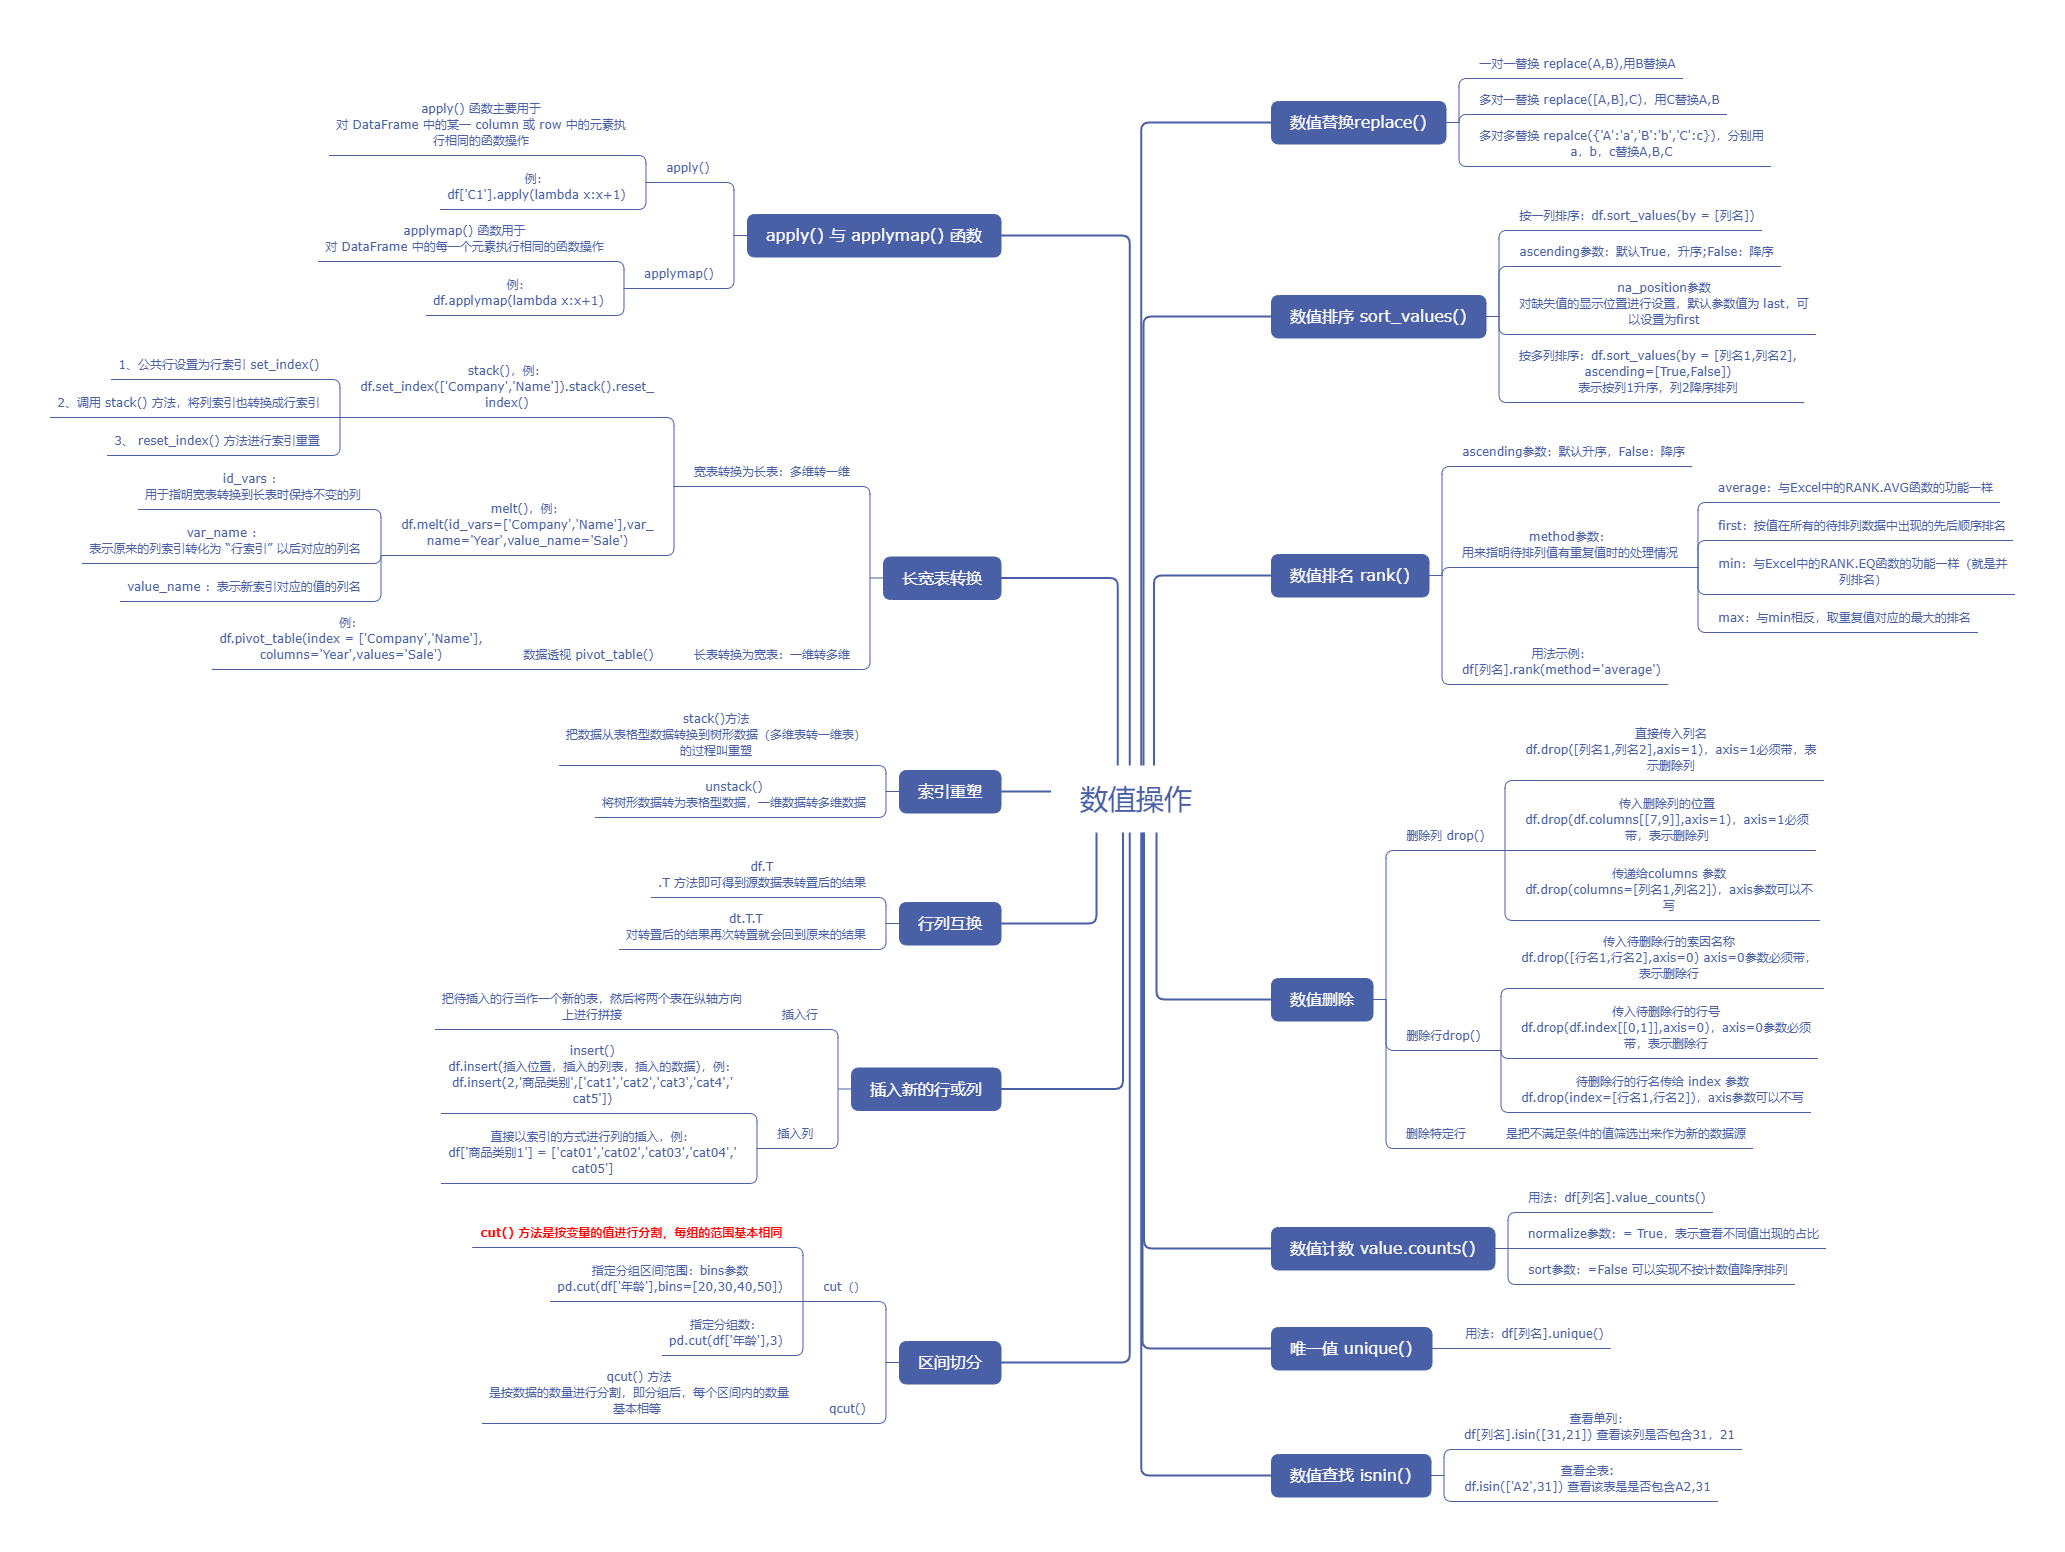 数值操作
数值替换replace()
一对一替换 replace(A,B),用B替换A
多对一替换 replace([A,B],C)，用C替换A,B
多对多替换 repalce({'A':'a','B':'b','C':c})，分别用
a，b，c替换A,B,C
数值排序 sort_values()
按一列排序：df.sort_values(by = [列名])
ascending参数：默认True，升序;False：降序
na_position参数
对缺失值的显示位置进行设置，默认参数值为 last，可
以设置为first
按多列排序：df.sort_values(by = [列名1,列名2],
ascending=[True,False])
表示按列1升序，列2降序排列
数值排名 rank()
ascending参数：默认升序，False：降序
method参数：
用来指明待排列值有重复值时的处理情况
average：与Excel中的RANK.AVG函数的功能一样
first：按值在所有的待排列数据中出现的先后顺序排名
min：与Excel中的RANK.EQ函数的功能一样（就是并
列排名）
max：与min相反，取重复值对应的最大的排名
用法示例：
df[列名].rank(method='average')
数值删除
删除列 drop()
直接传入列名
df.drop([列名1,列名2],axis=1)，axis=1必须带，表
示删除列
传入删除列的位置
df.drop(df.columns[[7,9]],axis=1)，axis=1必须
带，表示删除列
传递给columns 参数
df.drop(columns=[列名1,列名2])，axis参数可以不
写
删除行drop()
传入待删除行的索因名称
df.drop([行名1,行名2],axis=0) axis=0参数必须带，
表示删除行
传入待删除行的行号
df.drop(df.index[[0,1]],axis=0)，axis=0参数必须
带，表示删除行
待删除行的行名传给 index 参数
df.drop(index=[行名1,行名2])，axis参数可以不写
删除特定行
是把不满足条件的值筛选出来作为新的数据源
数值计数 value.counts()
用法：df[列名].value_counts()
normalize参数：= True，表示查看不同值出现的占比
sort参数：=False 可以实现不按计数值降序排列
唯一值 unique()
用法：df[列名].unique()
数值查找 isnin()
查看单列：
df[列名].isin([31,21]) 查看该列是否包含31，21
查看全表：
df.isin(['A2',31]) 查看该表是是否包含A2,31
apply() 与 applymap() 函数
apply()
apply() 函数主要用于
对 DataFrame 中的某一 column 或 row 中的元素执
行相同的函数操作
例：
df['C1'].apply(lambda x:x+1)
applymap()
applymap() 函数用于
对 DataFrame 中的每一个元素执行相同的函数操作
例：
df.applymap(lambda x:x+1)
长宽表转换
宽表转换为长表：多维转一维
stack()，例：
df.set_index(['Company','Name']).stack().reset_
index()
1、公共行设置为行索引 set_index()
2、调用 stack() 方法，将列索引也转换成行索引
3、 reset_index() 方法进行索引重置
melt()，例：
df.melt(id_vars=['Company','Name'],var_
name='Year',value_name='Sale')
id_vars ：
用于指明宽表转换到长表时保持不变的列
var_name ：
表示原来的列索引转化为 “行索引” 以后对应的列名
value_name ：表示新索引对应的值的列名
长表转换为宽表：一维转多维
数据透视 pivot_table()
例：
df.pivot_table(index = ['Company','Name'],
columns='Year',values='Sale')
索引重塑
stack()方法
把数据从表格型数据转换到树形数据（多维表转一维表）
的过程叫重塑
unstack()
将树形数据转为表格型数据，一维数据转多维数据
行列互换
df.T
.T 方法即可得到源数据表转置后的结果
dt.T.T
对转置后的结果再次转置就会回到原来的结果
插入新的行或列
插入行
把待插入的行当作一个新的表，然后将两个表在纵轴方向
上进行拼接
插入列
insert()
df.insert(插入位置，插入的列表，插入的数据)，例：
df.insert(2,'商品类别',['cat1','cat2','cat3','cat4','
cat5'])
直接以索引的方式进行列的插入，例：
df['商品类别1'] = ['cat01','cat02','cat03','cat04','
cat05']
区间切分
cut（）
cut() 方法是按变量的值进行分割，每组的范围基本相同
指定分组区间范围：bins参数
pd.cut(df['年龄'],bins=[20,30,40,50])
指定分组数：
pd.cut(df['年龄'],3)
qcut()
qcut() 方法
是按数据的数量进行分割，即分组后，每个区间内的数量
基本相等